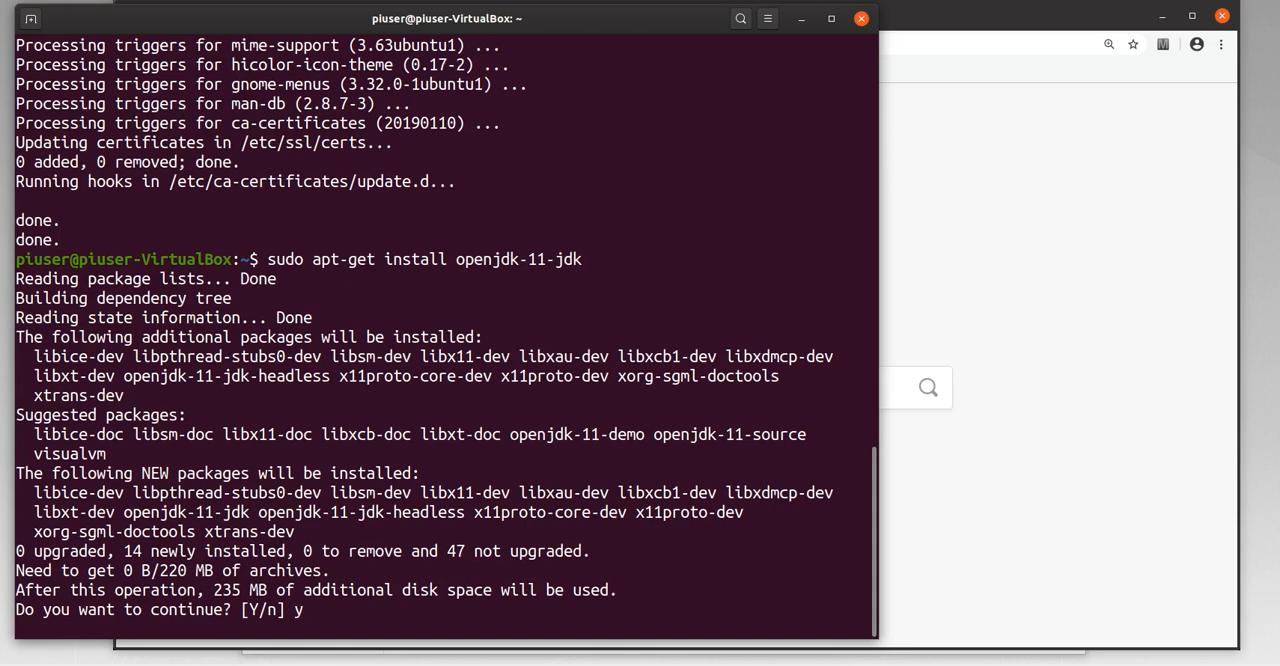 piuser@piuser-VirtualBox: ~
Processing triggers for mime-support (3.63ubuntu1) ...
Processing triggers for hicolor-icon-theme (0.17-2) ...
Processing triggers for gnome-menus (3.32.0-1ubuntu1) ...
Processing triggers for man-db (2.8.7-3) ...
Processing triggers for ca-certificates (20190110) ...
Updating certificates in /etc/ssl/certs...
0 added, 0 removed; done.
Running hooks in /etc/ca-certificates/update.d...
done.
done.
piuser@piuser-VirtualBox:~$ sudo apt-get install openjdk-11-jdk
Reading package lists... Done
Building dependency tree
Reading state information... Done
The following additional packages will be installed:
libice-dev libpthread-stubs0-dev libsm-dev libx11-dev libxau-dev libxcb1-dev libxdmcp-dev
libxt-dev openjdk-11-jdk-headless x11proto-core-dev x11proto-dev xorg-sgml-doctools
xtrans-dev
Suggested packages:
libice-doc libsm-doc libx11-doc libxcb-doc libxt-doc openjdk-11-demo openjdk-11-source
visualvm
The following NEW packages will be installed:
libice-dev libpthread-stubs0-dev libsm-dev libx11-dev libxau-dev libxcb1-dev libxdmcp-dev
libxt-dev openjdk-11-jdk openjdk-11-jdk-headless x11proto-core-dev x11proto-dev
xorg-sgml-doctools xtrans-dev
0 upgraded, 14 newly installed, 0 to remove and 47 not upgraded.
Need to get 0 B/220 MB of archives.
After this operation, 235 MB of additional disk space will be used.
Do you want to continue? [Y/n] y